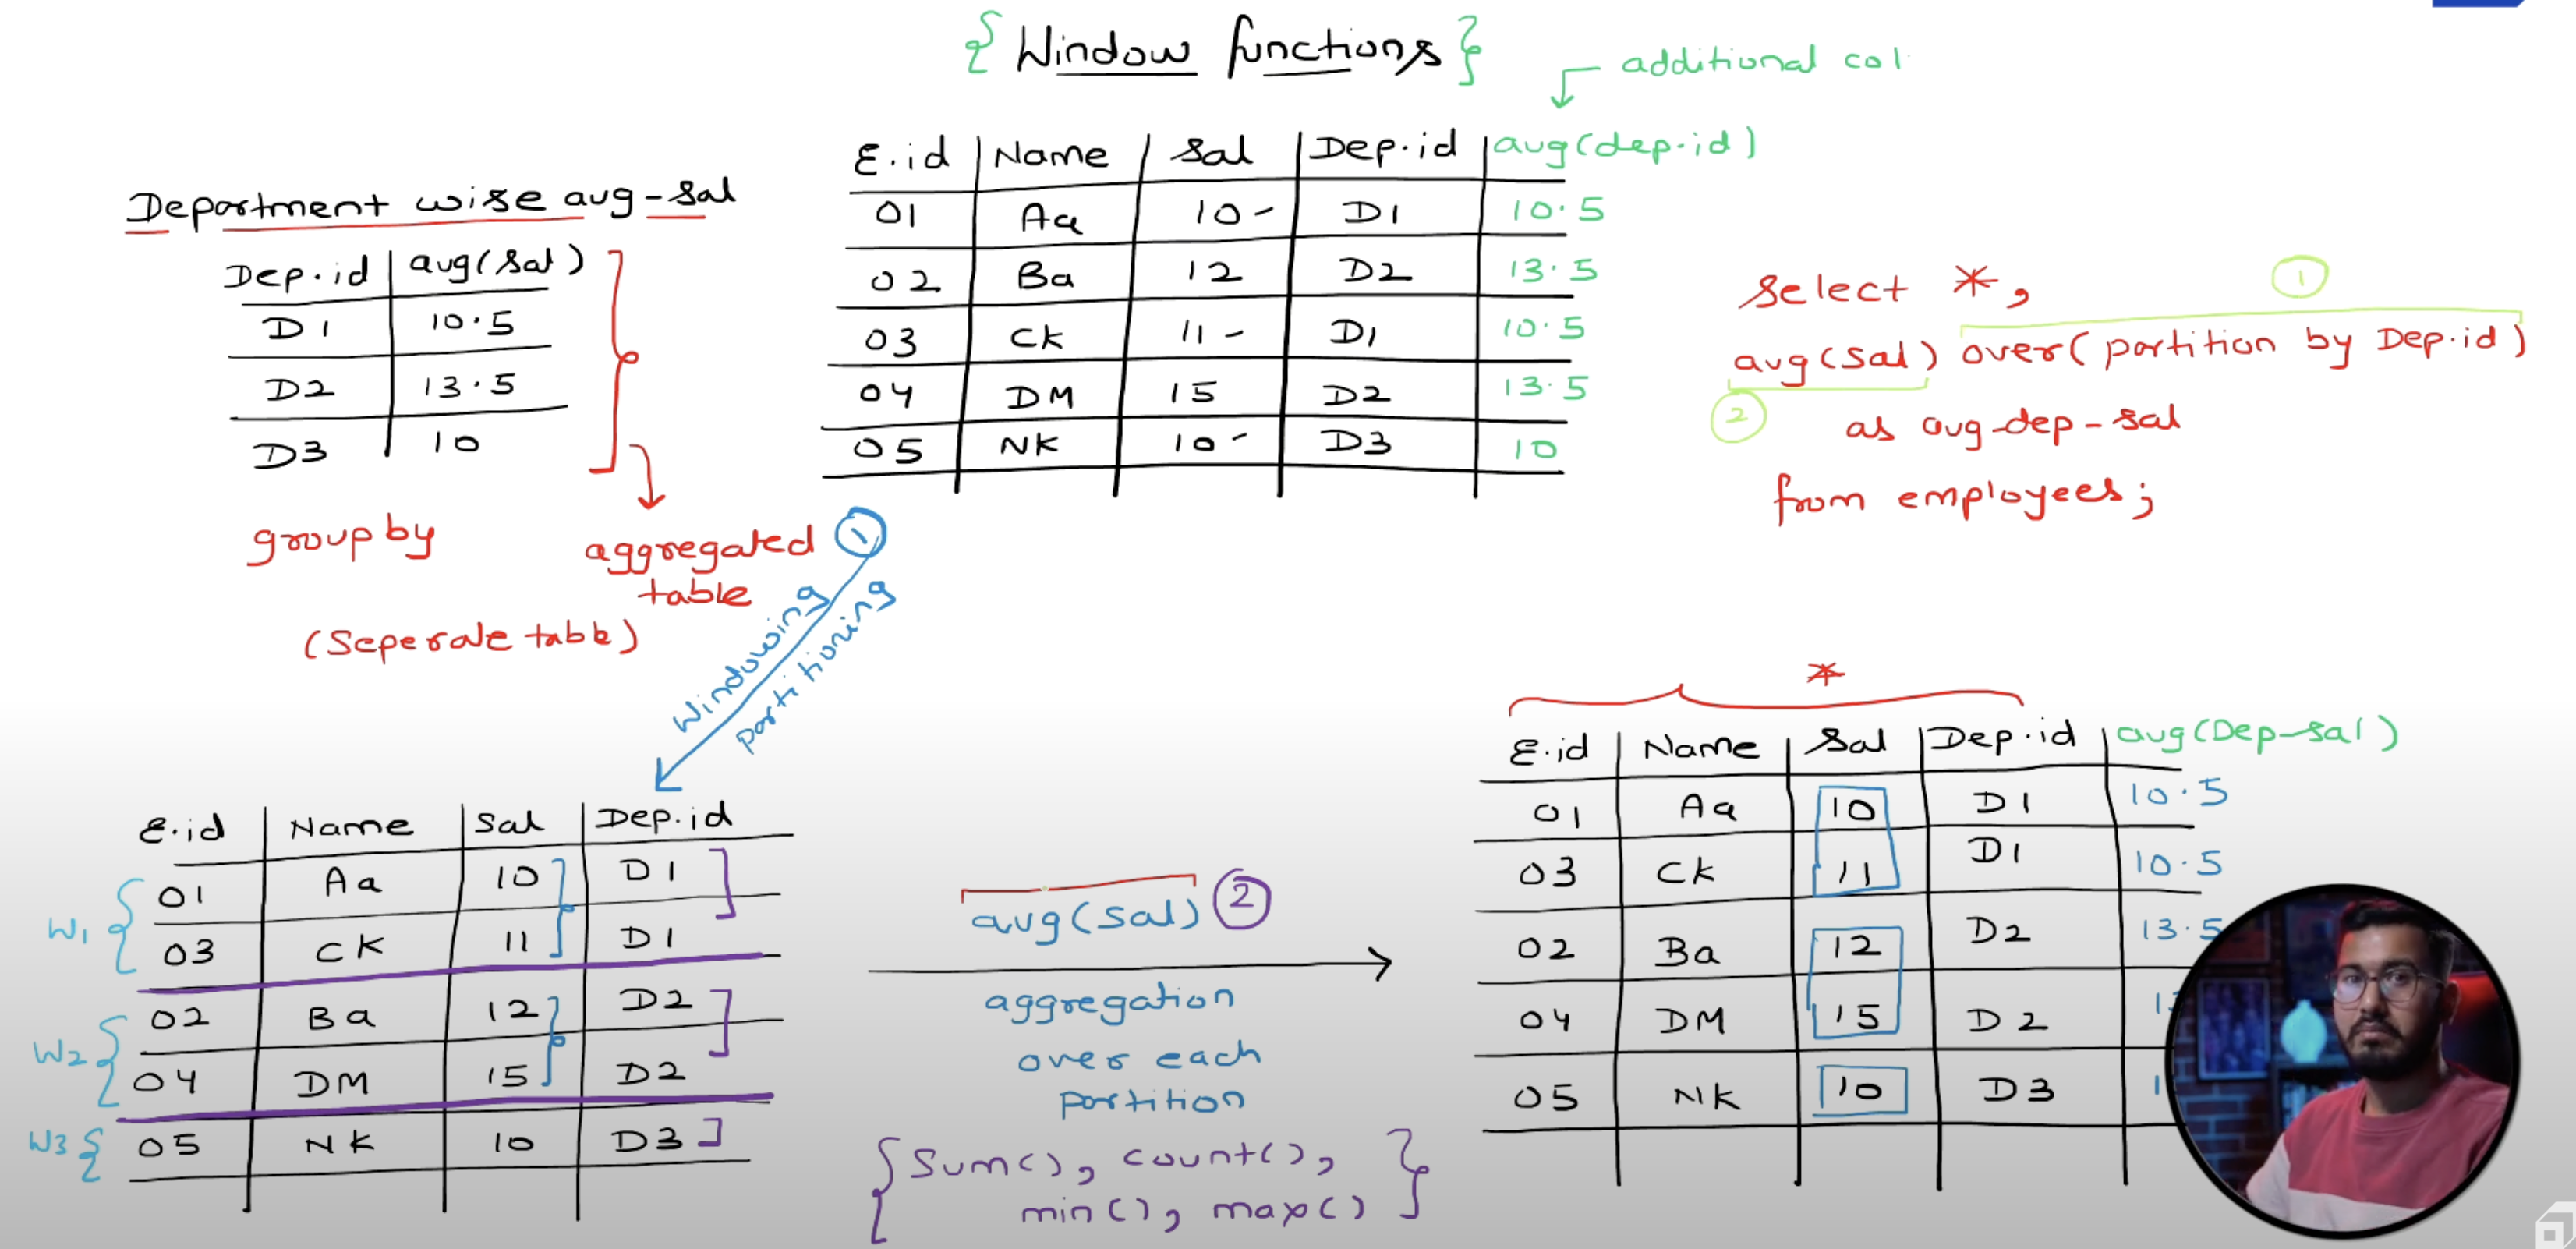 { Window functions }
additional col
Department wise avg-sal
Dep.id | avg(sal)
D1 | 10.5
D2 | 13.5
D3 | 10
group by
aggregated
table
(Seperate table)
E.id | Name | Sal | Dep.id | avg(dep.id)
01 | Aa | 10 - | D1 | 10.5
02 | Ba | 12 | D2 | 13.5
03 | CK | 11 - | D1 | 10.5
04 | DM | 15 | D2 | 13.5
05 | NK | 10 - | D3 | 10
select *,
1
avg(sal) over(partition by Dep.id)
2
as avg-dep-sal
from employees;
1
Windowing
partitioning
E.id | Name | Sal | Dep.id
W1 { 01 | Aa | 10 | D1
03 | CK | 11 | D1
W2 { 02 | Ba | 12 | D2
04 | DM | 15 | D2
W3 { 05 | NK | 10 | D3
avg(sal) 2
aggregation
over each
partition
{ sum(), count(),
min(), max() }
*
E.id | Name | Sal | Dep.id | avg(Dep-sal)
01 | Aa | 10 | D1 | 10.5
03 | CK | 11 | D1 | 10.5
02 | Ba | 12 | D2 | 13.5
04 | DM | 15 | D2
05 | NK | 10 | D3